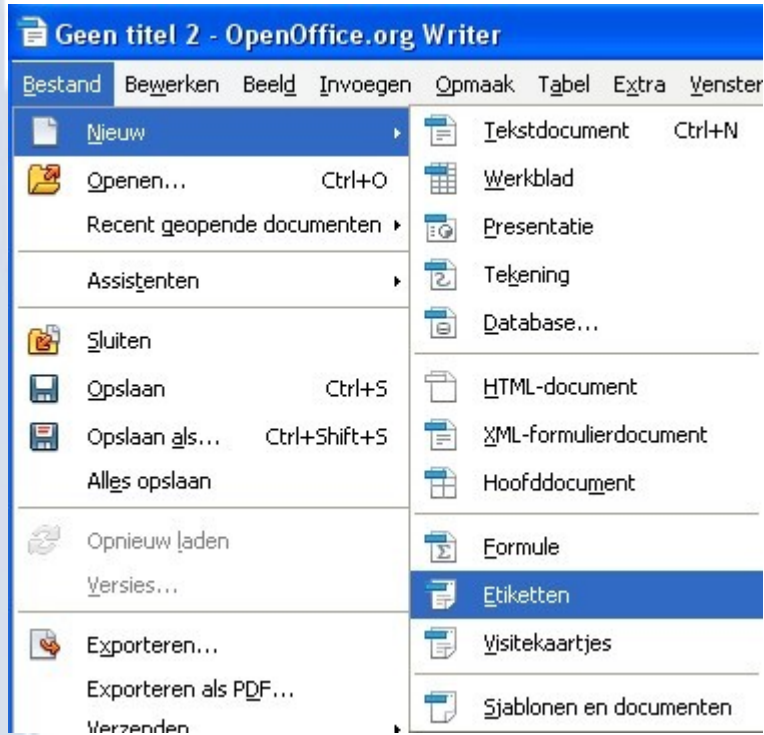 Geen titel 2 - OpenOffice.org Writer
Bestand Bewerken Beeld Invoegen Opmaak Tabel Extra Venster
Nieuw
Openen... Ctrl+O
Recent geopende documenten
Assistenten
Sluiten
Opslaan Ctrl+S
Opslaan als... Ctrl+Shift+S
Alles opslaan
Opnieuw laden
Versies...
Exporteren...
Exporteren als PDF...
Verzenden
Tekstdocument Ctrl+N
Werkblad
Presentatie
Tekening
Database...
HTML-document
XML-formulierdocument
Hoofddocument
Formule
Etiketten
Visitekaartjes
Sjablonen en documenten